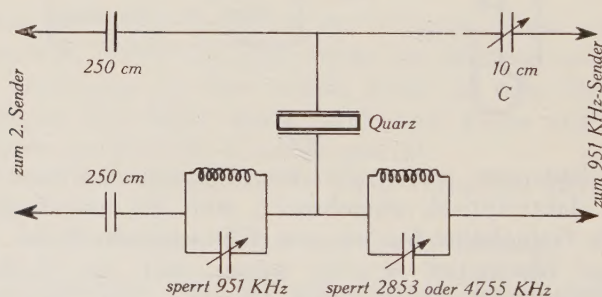 250 cm
10 cm
C
zum 2. Sender
zum 951 KHz-Sender
Quarz
250 cm
sperrt 951 KHz
sperrt 2853 oder 4755 KHz